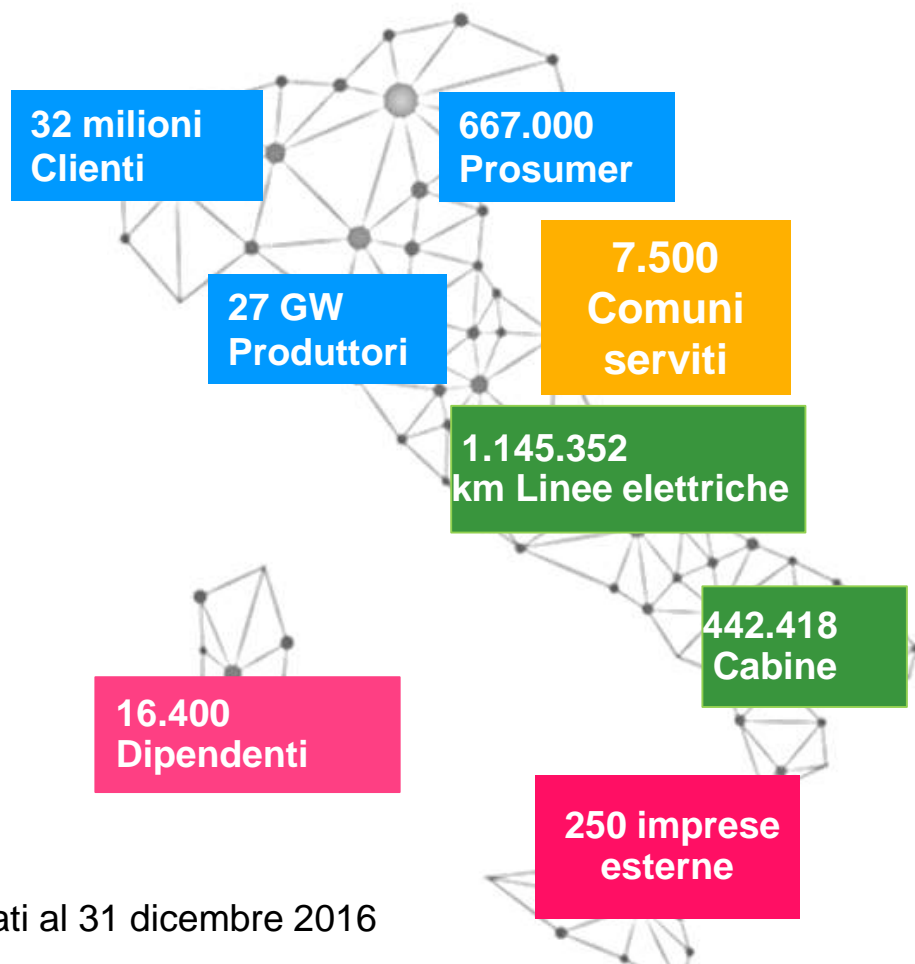 32 milioni
Clienti
667.000
Prosumer
7.500
Comuni
serviti
27 GW
Produttori
1.145.352
km Linee elettriche
442.418
Cabine
16.400
Dipendenti
250 imprese
esterne
ati al 31 dicembre 2016